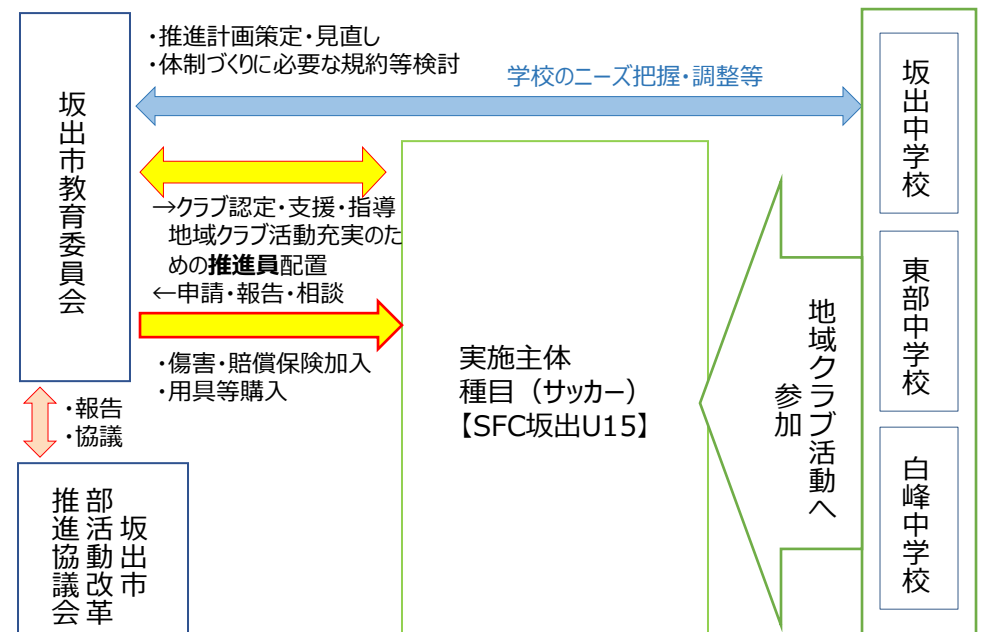 ・推進計画策定・見直し
・体制づくりに必要な規約等検討
学校のニーズ把握・調整等
坂出市教育委員会
→クラブ認定・支援・指導
地域クラブ活動充実のた
めの推進員配置
←申請・報告・相談
・傷害・賠償保険加入
・用具等購入
・報告
・協議
坂出市
部活動改革
推進協議会
実施主体
種目（サッカー）
【SFC坂出U15】
地域クラブ活動へ
参加
坂出中学校
東部中学校
白峰中学校